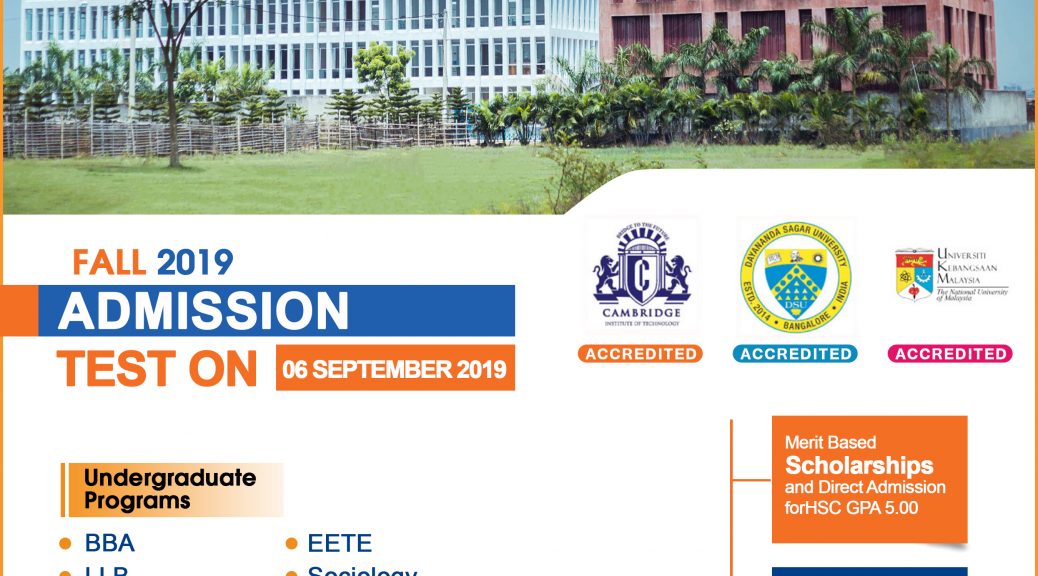 FALL 2019
ADMISSION
TEST ON 06 SEPTEMBER 2019
BRIDGE TO THE FUTURE
CAMBRIDGE
INSTITUTE OF TECHNOLOGY
ACCREDITED
DAYANANDA SAGAR UNIVERSITY
DSU
ESTD. 2014 • BANGALORE • INDIA
ACCREDITED
UNIVERSITI
KEBANGSAAN
MALAYSIA
The National University
of Malaysia
ACCREDITED
Undergraduate
Programs
• BBA
• EETE
• LLB
• Sociology
Merit Based
Scholarships
and Direct Admission
forHSC GPA 5.00